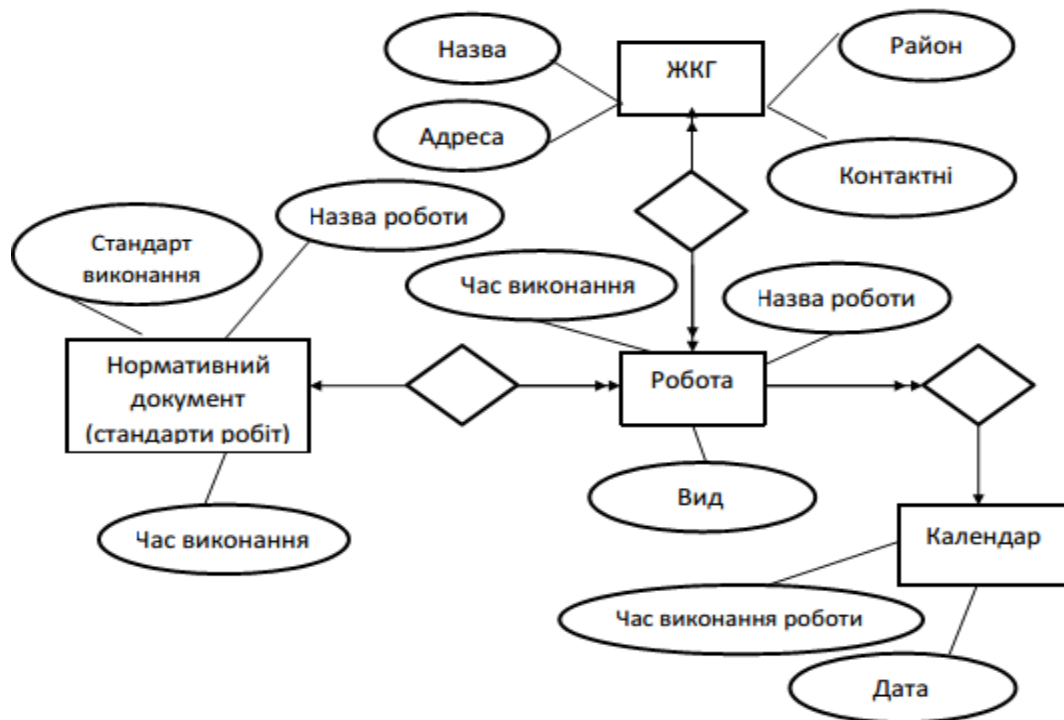 Назва
ЖКГ
Район
Адреса
Контактні
Назва роботи
Стандарт
виконання
Час виконання
Назва роботи
Нормативний
документ
(стандарти робіт)
Робота
Вид
Час виконання
Календар
Час виконання роботи
Дата